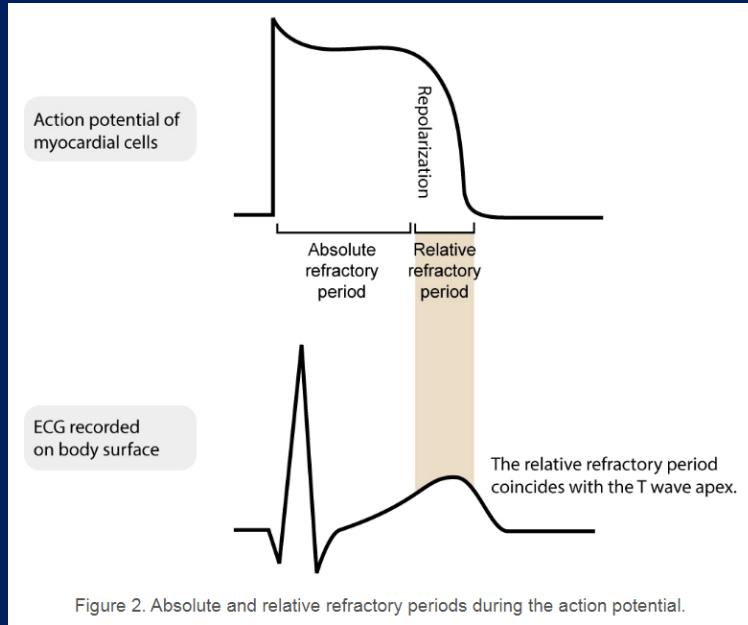 Action potential of
myocardial cells
Repolarization
Absolute
refractory
period
Relative
refractory
period
ECG recorded
on body surface
The relative refractory period
coincides with the T wave apex.
Figure 2. Absolute and relative refractory periods during the action potential.